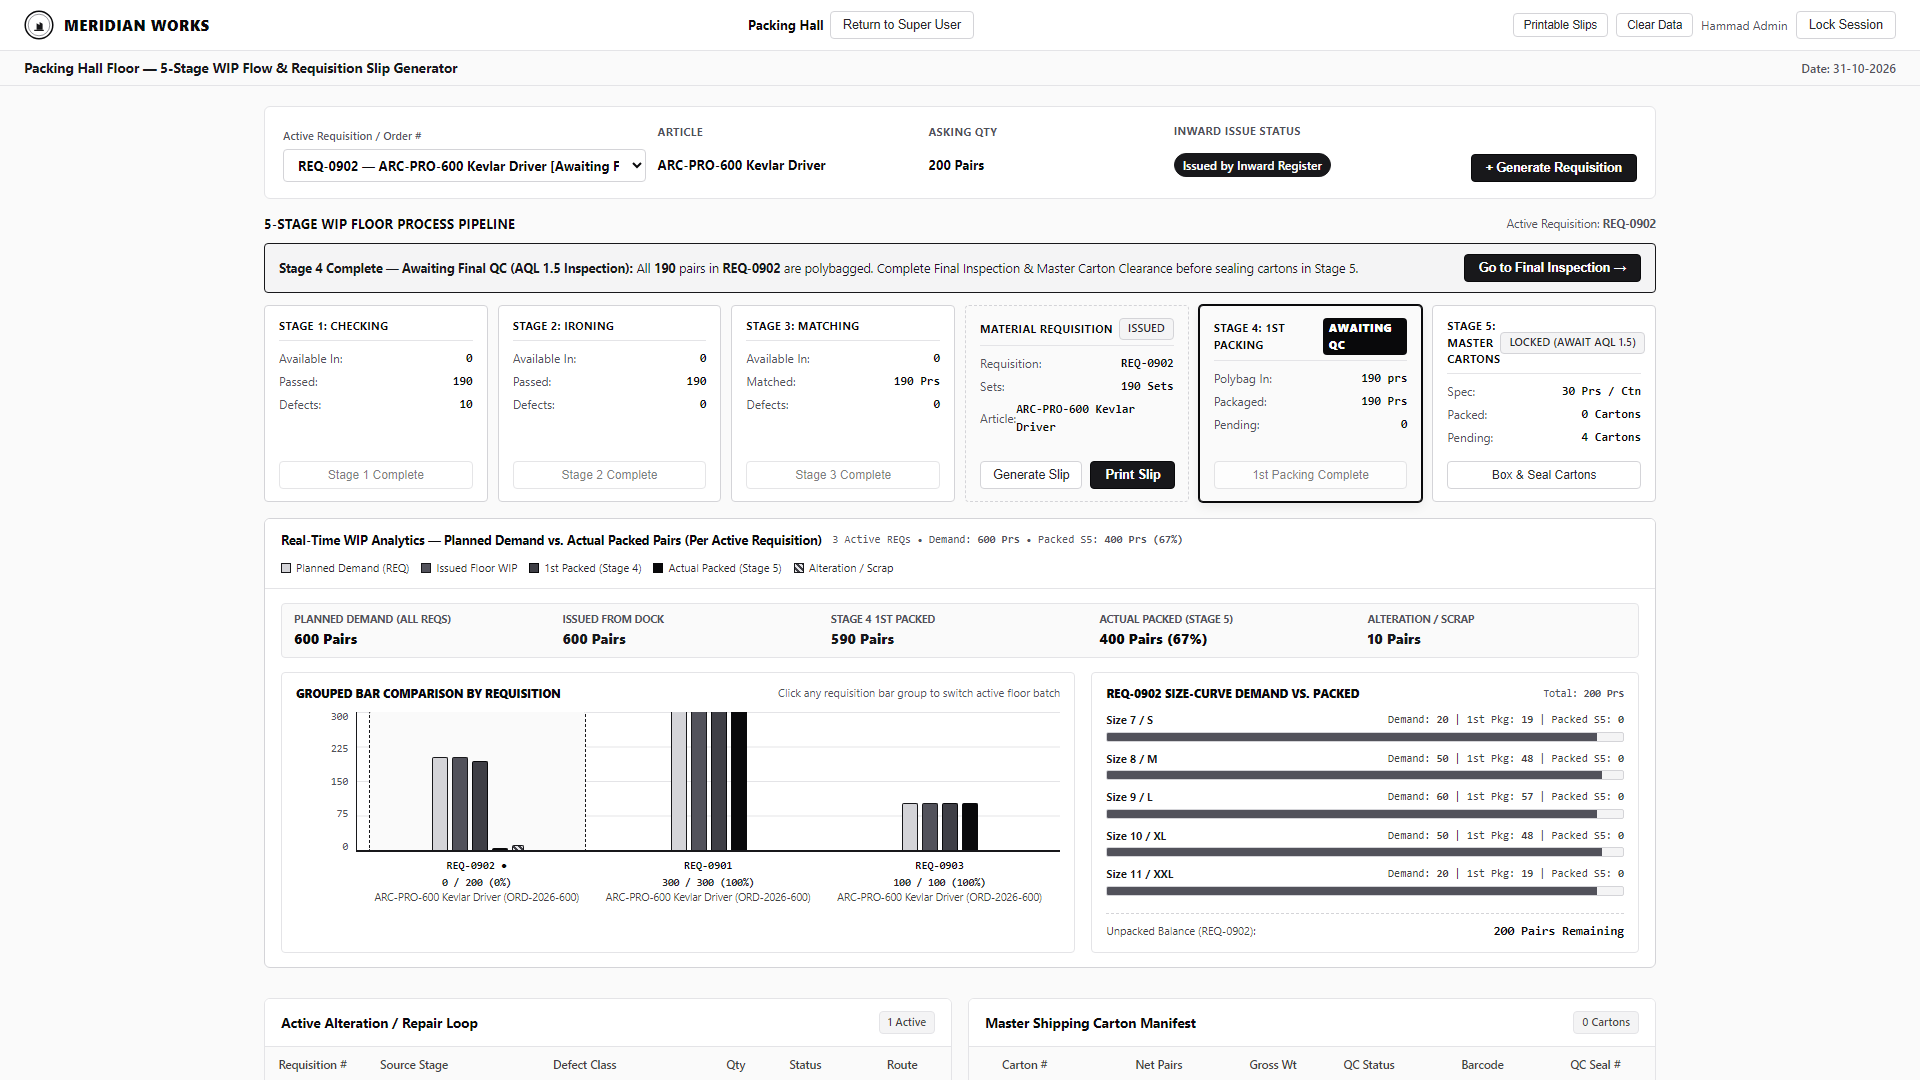 MERIDIAN WORKS
Packing Hall
Return to Super User
Printable Slips
Clear Data
Hammad Admin
Lock Session
Packing Hall Floor — 5-Stage WIP Flow & Requisition Slip Generator
Date: 31-10-2026
Active Requisition / Order #
REQ-0902 — ARC-PRO-600 Kevlar Driver [Awaiting F
ARTICLE
ARC-PRO-600 Kevlar Driver
ASKING QTY
200 Pairs
INWARD ISSUE STATUS
Issued by Inward Register
+ Generate Requisition
5-STAGE WIP FLOOR PROCESS PIPELINE
Active Requisition: REQ-0902
Stage 4 Complete — Awaiting Final QC (AQL 1.5 Inspection): All 190 pairs in REQ-0902 are polybagged. Complete Final Inspection & Master Carton Clearance before sealing cartons in Stage 5.
Go to Final Inspection →
STAGE 1: CHECKING
Available In: 0
Passed: 190
Defects: 10
Stage 1 Complete
STAGE 2: IRONING
Available In: 0
Passed: 190
Defects: 0
Stage 2 Complete
STAGE 3: MATCHING
Available In: 0
Matched: 190 Prs
Defects: 0
Stage 3 Complete
MATERIAL REQUISITION
ISSUED
Requisition: REQ-0902
Sets: 190 Sets
Article: ARC-PRO-600 Kevlar
Driver
Generate Slip
Print Slip
STAGE 4: 1ST
PACKING
AWAITING
QC
Polybag In: 190 prs
Packaged: 190 Prs
Pending: 0
1st Packing Complete
STAGE 5:
MASTER
CARTONS
LOCKED (AWAIT AQL 1.5)
Spec: 30 Prs / Ctn
Packed: 0 Cartons
Pending: 4 Cartons
Box & Seal Cartons
Real-Time WIP Analytics — Planned Demand vs. Actual Packed Pairs (Per Active Requisition)
3 Active REQs • Demand: 600 Prs • Packed S5: 400 Prs (67%)
Planned Demand (REQ)
Issued Floor WIP
1st Packed (Stage 4)
Actual Packed (Stage 5)
Alteration / Scrap
PLANNED DEMAND (ALL REQS)
600 Pairs
ISSUED FROM DOCK
600 Pairs
STAGE 4 1ST PACKED
590 Pairs
ACTUAL PACKED (STAGE 5)
400 Pairs (67%)
ALTERATION / SCRAP
10 Pairs
GROUPED BAR COMPARISON BY REQUISITION
Click any requisition bar group to switch active floor batch
300
225
150
75
0
REQ-0902 •
0 / 200 (0%)
ARC-PRO-600 Kevlar Driver (ORD-2026-600)
REQ-0901
300 / 300 (100%)
ARC-PRO-600 Kevlar Driver (ORD-2026-600)
REQ-0903
100 / 100 (100%)
ARC-PRO-600 Kevlar Driver (ORD-2026-600)
REQ-0902 SIZE-CURVE DEMAND VS. PACKED
Total: 200 Prs
Size 7 / S
Demand: 20 | 1st Pkg: 19 | Packed S5: 0
Size 8 / M
Demand: 50 | 1st Pkg: 48 | Packed S5: 0
Size 9 / L
Demand: 60 | 1st Pkg: 57 | Packed S5: 0
Size 10 / XL
Demand: 50 | 1st Pkg: 48 | Packed S5: 0
Size 11 / XXL
Demand: 20 | 1st Pkg: 19 | Packed S5: 0
Unpacked Balance (REQ-0902):
200 Pairs Remaining
Active Alteration / Repair Loop
1 Active
Requisition #
Source Stage
Defect Class
Qty
Status
Route
Master Shipping Carton Manifest
0 Cartons
Carton #
Net Pairs
Gross Wt
QC Status
Barcode
QC Seal #